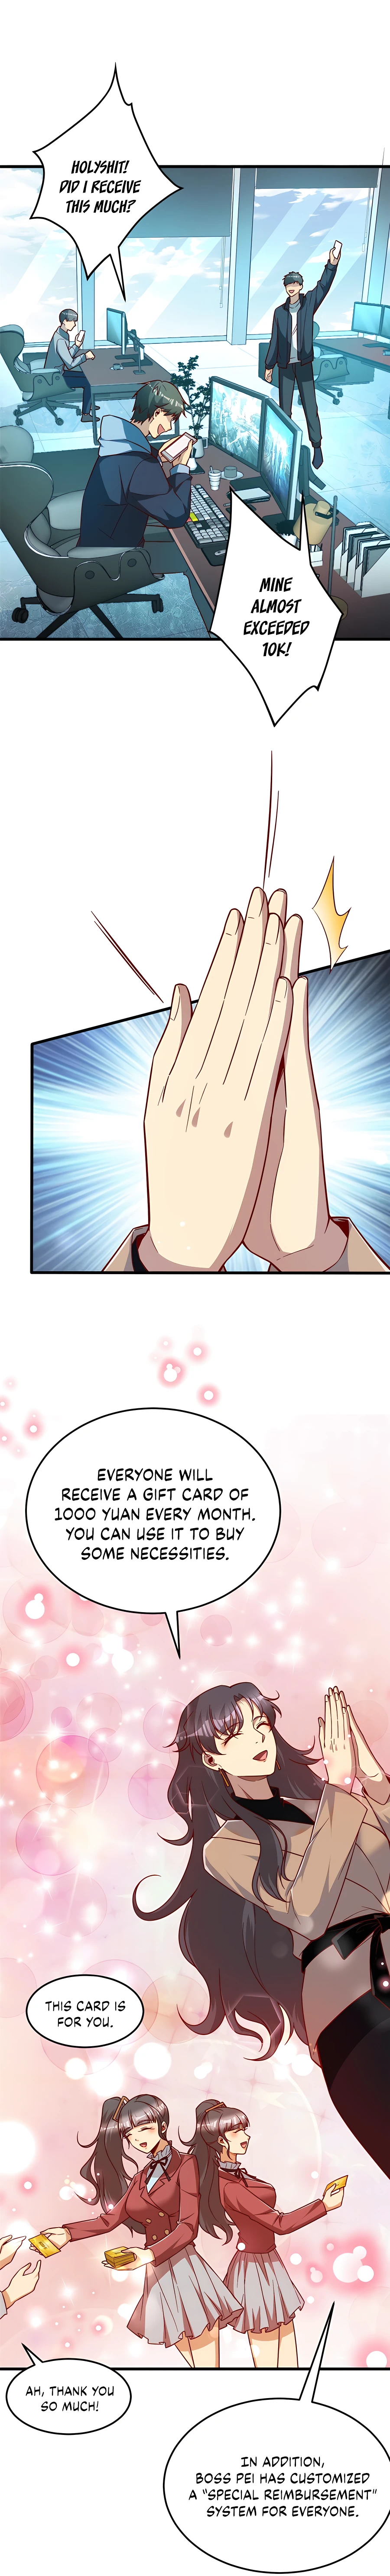 HOLYSHIT!
DID I RECEIVE
THIS MUCH?
MINE
ALMOST
EXCEEDED
10K!
EVERYONE WILL
RECEIVE A GIFT CARD OF
1000 YUAN EVERY MONTH.
YOU CAN USE IT TO BUY
SOME NECESSITIES.
THIS CARD IS
FOR YOU.
AH, THANK YOU
SO MUCH!
IN ADDITION,
BOSS PEI HAS CUSTOMIZED
A "SPECIAL REIMBURSEMENT"
SYSTEM FOR EVERYONE.